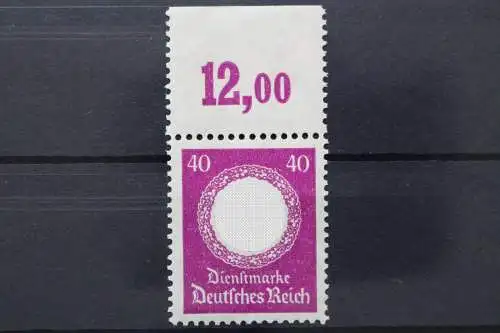 12,00
40 40
Dienſtmarke
Deutſches Reich